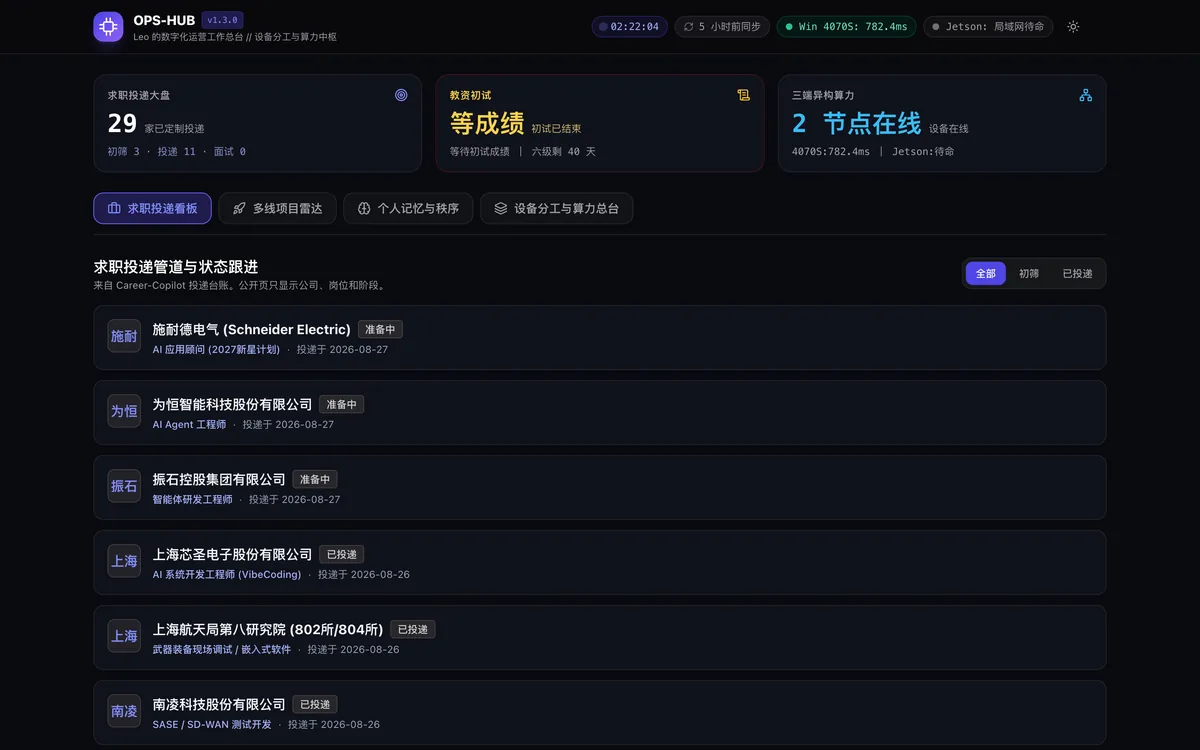 OPS-HUB v1.3.0
Leo 的数字化运营工作总台 // 设备分工与算力中枢
02:22:04
5 小时前同步
Win 4070S: 782.4ms
Jetson: 局域网待命
求职投递大盘
29 家已定制投递
初筛 3 · 投递 11 · 面试 0
教资初试
等成绩 初试已结束
等待初试成绩 | 六级剩 40 天
三端异构算力
2 节点在线 设备在线
4070S:782.4ms | Jetson:待命
求职投递看板
多线项目雷达
个人记忆与秩序
设备分工与算力总台
求职投递管道与状态跟进
来自 Career-Copilot 投递台账。公开页只显示公司、岗位和阶段。
全部 初筛 已投递
施耐
施耐德电气 (Schneider Electric) 准备中
AI 应用顾问 (2027新星计划) · 投递于 2026-08-27
为恒
为恒智能科技股份有限公司 准备中
AI Agent 工程师 · 投递于 2026-08-27
振石
振石控股集团有限公司 准备中
智能体研发工程师 · 投递于 2026-08-27
上海
上海芯圣电子股份有限公司 已投递
AI 系统开发工程师 (VibeCoding) · 投递于 2026-08-26
上海
上海航天局第八研究院 (802所/804所) 已投递
武器装备现场调试 / 嵌入式软件 · 投递于 2026-08-26
南凌
南凌科技股份有限公司 已投递
SASE / SD-WAN 测试开发 · 投递于 2026-08-26